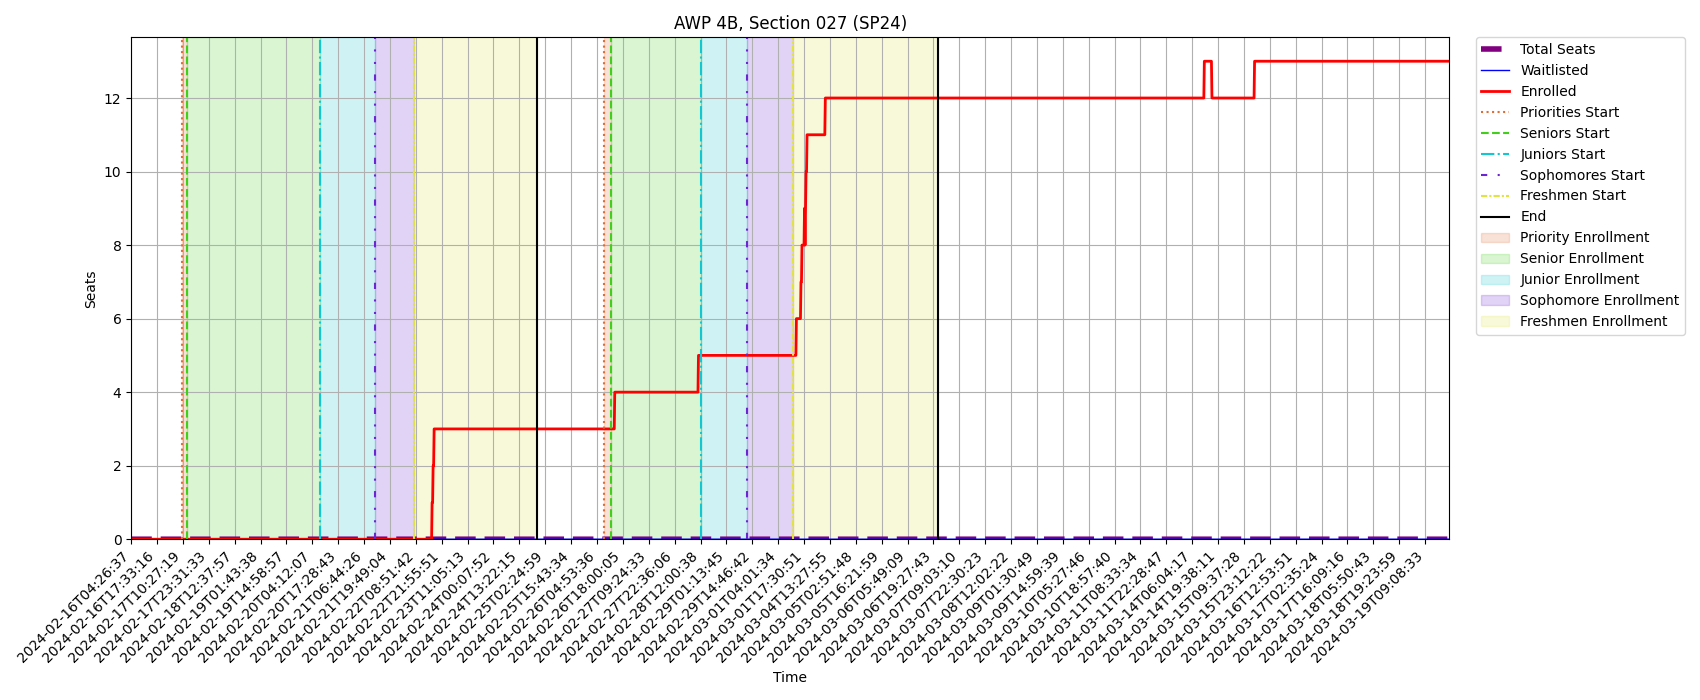 AWP 4B, Section 027 (SP24)
Seats
12
10
8
6
4
2
0
2024-02-16T04:26:37
2024-02-16T17:33:16
2024-02-17T10:27:19
2024-02-17T23:31:33
2024-02-18T12:37:57
2024-02-19T01:43:38
2024-02-19T14:58:57
2024-02-20T04:12:07
2024-02-20T17:28:43
2024-02-21T06:44:26
2024-02-21T19:49:04
2024-02-22T08:51:42
2024-02-22T21:55:51
2024-02-23T11:05:13
2024-02-24T00:07:52
2024-02-24T13:22:15
2024-02-25T02:24:59
2024-02-25T15:43:34
2024-02-26T04:53:36
2024-02-26T18:00:05
2024-02-27T09:24:33
2024-02-27T22:36:06
2024-02-28T12:00:38
2024-02-29T01:13:45
2024-02-29T14:46:42
2024-03-01T04:01:34
2024-03-01T17:30:51
2024-03-04T13:27:55
2024-03-05T02:51:48
2024-03-05T16:21:59
2024-03-06T05:49:09
2024-03-06T19:27:43
2024-03-07T09:03:10
2024-03-07T22:30:23
2024-03-08T12:02:22
2024-03-09T01:30:49
2024-03-09T14:59:39
2024-03-10T05:27:46
2024-03-10T18:57:40
2024-03-11T08:33:34
2024-03-11T22:28:47
2024-03-14T06:04:17
2024-03-14T19:38:11
2024-03-15T09:37:28
2024-03-15T23:12:22
2024-03-16T12:53:51
2024-03-17T02:35:24
2024-03-17T16:09:16
2024-03-18T05:50:43
2024-03-18T19:23:59
2024-03-19T09:08:33
Time
Total Seats
Waitlisted
Enrolled
Priorities Start
Seniors Start
Juniors Start
Sophomores Start
Freshmen Start
End
Priority Enrollment
Senior Enrollment
Junior Enrollment
Sophomore Enrollment
Freshmen Enrollment